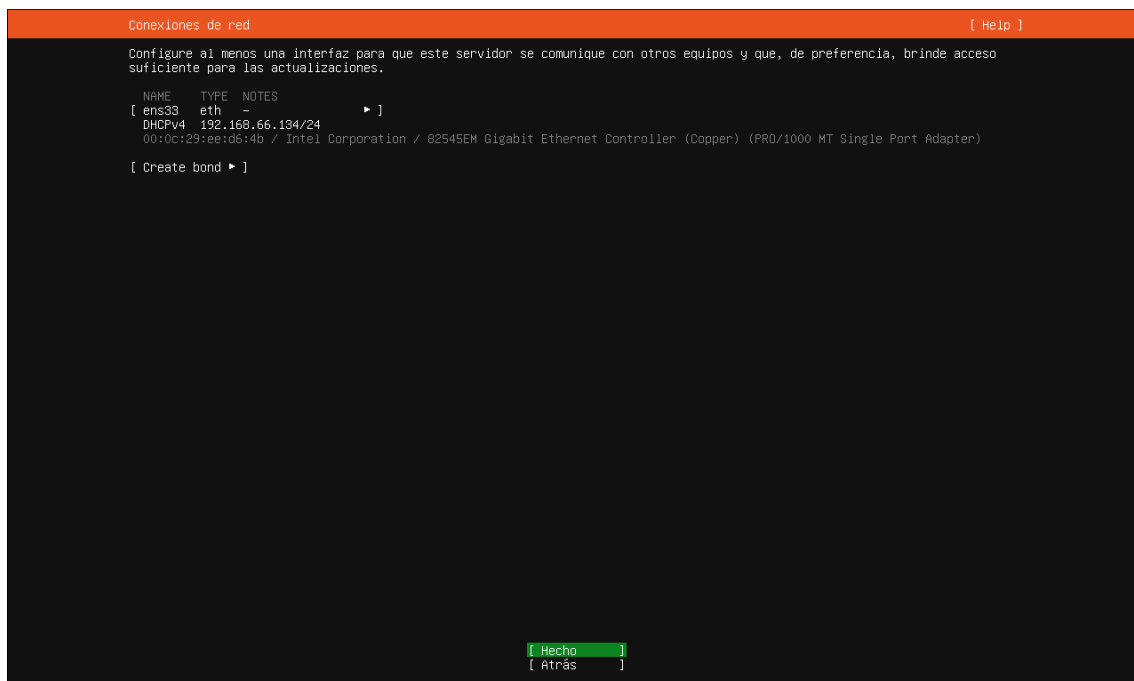 Conexiones de red [ Help ]
Configure al menos una interfaz para que este servidor se comunique con otros equipos y que, de preferencia, brinde acceso
suficiente para las actualizaciones.
NAME TYPE NOTES
[ ens33 eth - ▸ ]
DHCPv4 192.168.66.134/24
00:0c:29:ee:d6:4b / Intel Corporation / 82545EM Gigabit Ethernet Controller (Copper) (PRO/1000 MT Single Port Adapter)
[ Create bond ▸ ]
[ Hecho ]
[ Atrás ]